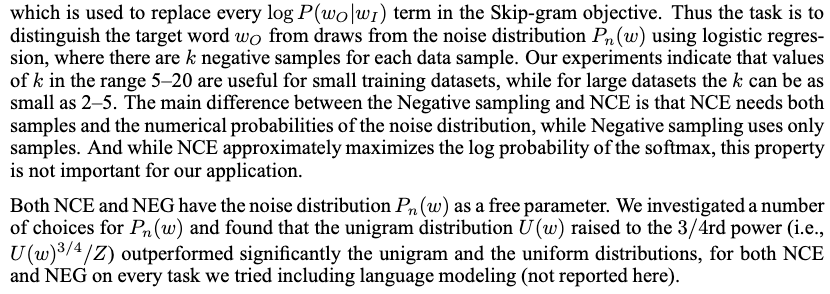 which is used to replace every log P(w_O|w_I) term in the Skip-gram objective. Thus the task is to
distinguish the target word w_O from draws from the noise distribution P_n(w) using logistic regres-
sion, where there are k negative samples for each data sample. Our experiments indicate that values
of k in the range 5–20 are useful for small training datasets, while for large datasets the k can be as
small as 2–5. The main difference between the Negative sampling and NCE is that NCE needs both
samples and the numerical probabilities of the noise distribution, while Negative sampling uses only
samples. And while NCE approximately maximizes the log probability of the softmax, this property
is not important for our application.
Both NCE and NEG have the noise distribution P_n(w) as a free parameter. We investigated a number
of choices for P_n(w) and found that the unigram distribution U(w) raised to the 3/4rd power (i.e.,
U(w)^{3/4}/Z) outperformed significantly the unigram and the uniform distributions, for both NCE
and NEG on every task we tried including language modeling (not reported here).